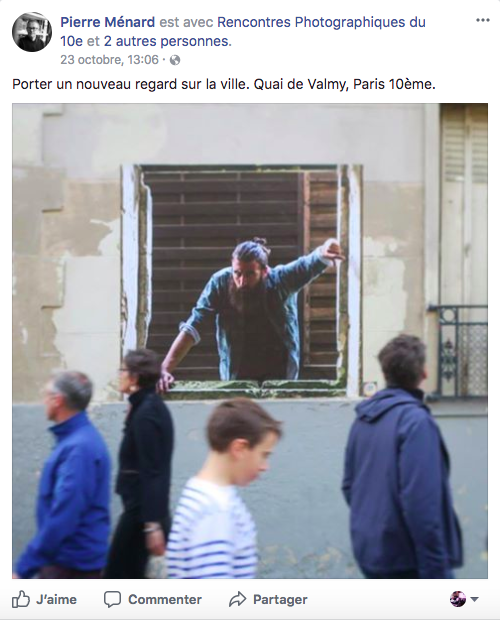 Pierre Ménard est avec Rencontres Photographiques du
10e et 2 autres personnes.
23 octobre, 13:06 ·
Porter un nouveau regard sur la ville. Quai de Valmy, Paris 10ème.
J'aime Commenter Partager